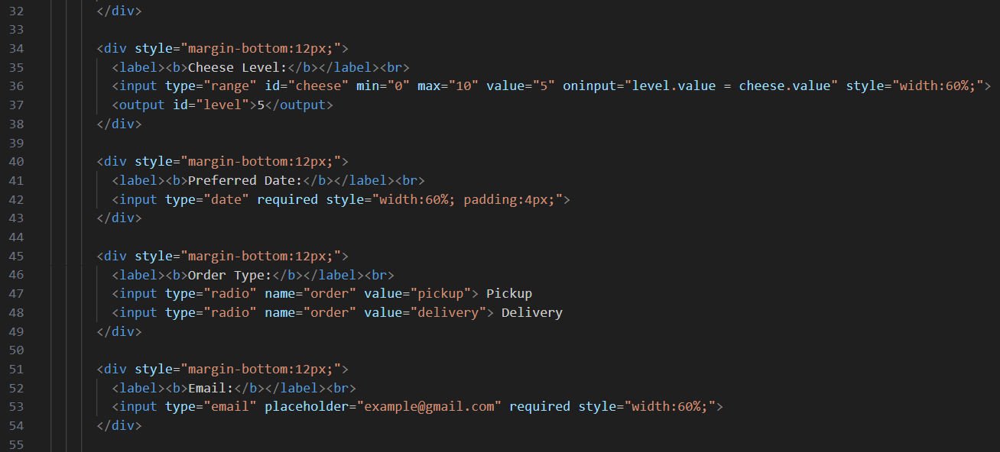 32 </div>
33
34 <div style="margin-bottom:12px;">
35 <label><b>Cheese Level:</b></label><br>
36 <input type="range" id="cheese" min="0" max="10" value="5" oninput="level.value = cheese.value" style="width:60%;">
37 <output id="level">5</output>
38 </div>
39
40 <div style="margin-bottom:12px;">
41 <label><b>Preferred Date:</b></label><br>
42 <input type="date" required style="width:60%; padding:4px;">
43 </div>
44
45 <div style="margin-bottom:12px;">
46 <label><b>Order Type:</b></label><br>
47 <input type="radio" name="order" value="pickup"> Pickup
48 <input type="radio" name="order" value="delivery"> Delivery
49 </div>
50
51 <div style="margin-bottom:12px;">
52 <label><b>Email:</b></label><br>
53 <input type="email" placeholder="example@gmail.com" required style="width:60%;">
54 </div>
55